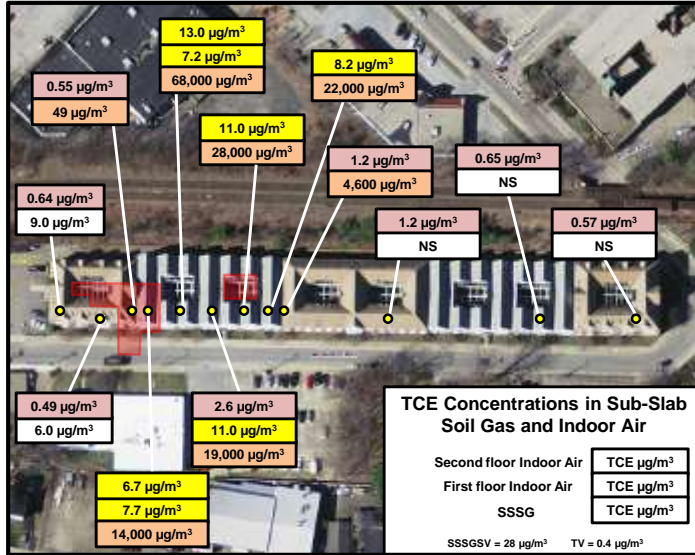 13.0 µg/m³
7.2 µg/m³
68,000 µg/m³
8.2 µg/m³
22,000 µg/m³
0.55 µg/m³
49 µg/m³
11.0 µg/m³
28,000 µg/m³
1.2 µg/m³
4,600 µg/m³
0.65 µg/m³
NS
0.64 µg/m³
9.0 µg/m³
1.2 µg/m³
NS
0.57 µg/m³
NS
0.49 µg/m³
6.0 µg/m³
2.6 µg/m³
11.0 µg/m³
19,000 µg/m³
6.7 µg/m³
7.7 µg/m³
14,000 µg/m³
TCE Concentrations in Sub-Slab
Soil Gas and Indoor Air
Second floor Indoor Air TCE µg/m³
First floor Indoor Air TCE µg/m³
SSSG TCE µg/m³
SSSGSV = 28 µg/m³ TV = 0.4 µg/m³